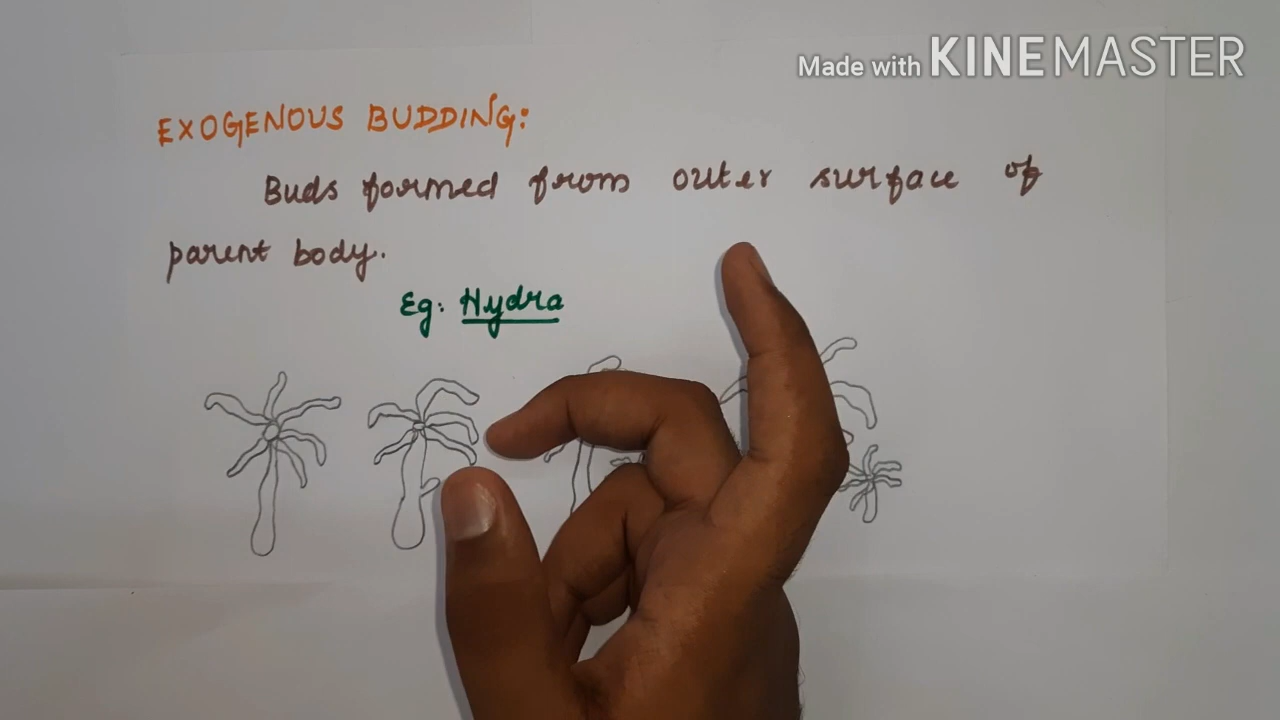 Made with KINEMASTER
EXOGENOUS BUDDING:
Buds formed from outer surface of
parent body.
Eg: Hydra